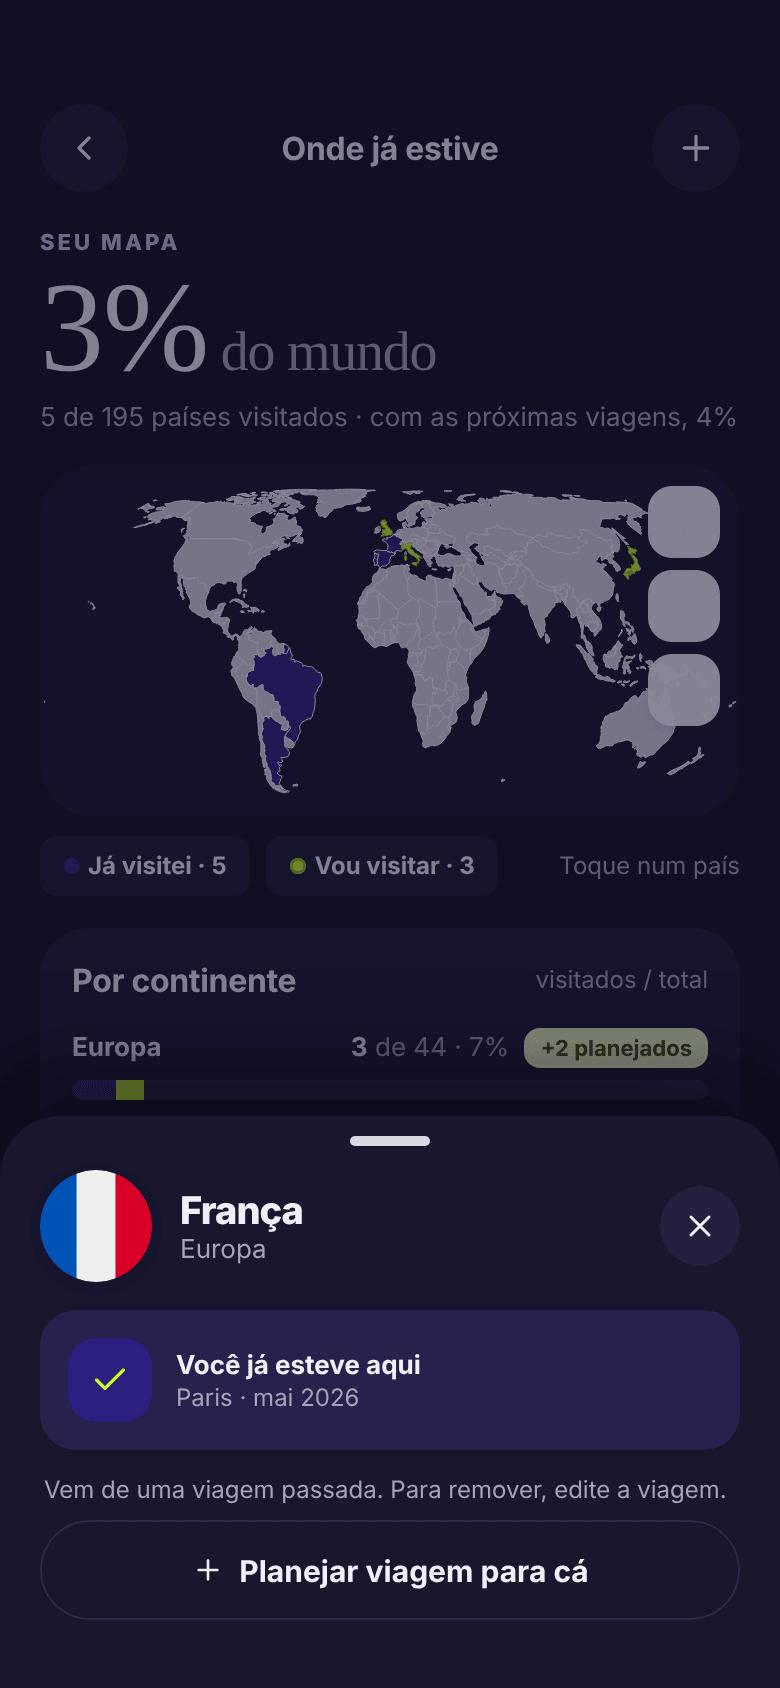 Onde já estive
SEU MAPA
3% do mundo
5 de 195 países visitados · com as próximas viagens, 4%
Já visitei · 5
Vou visitar · 3
Toque num país
Por continente
visitados / total
Europa
3 de 44 · 7%
+2 planejados
França
Europa
Você já esteve aqui
Paris · mai 2026
Vem de uma viagem passada. Para remover, edite a viagem.
Planejar viagem para cá